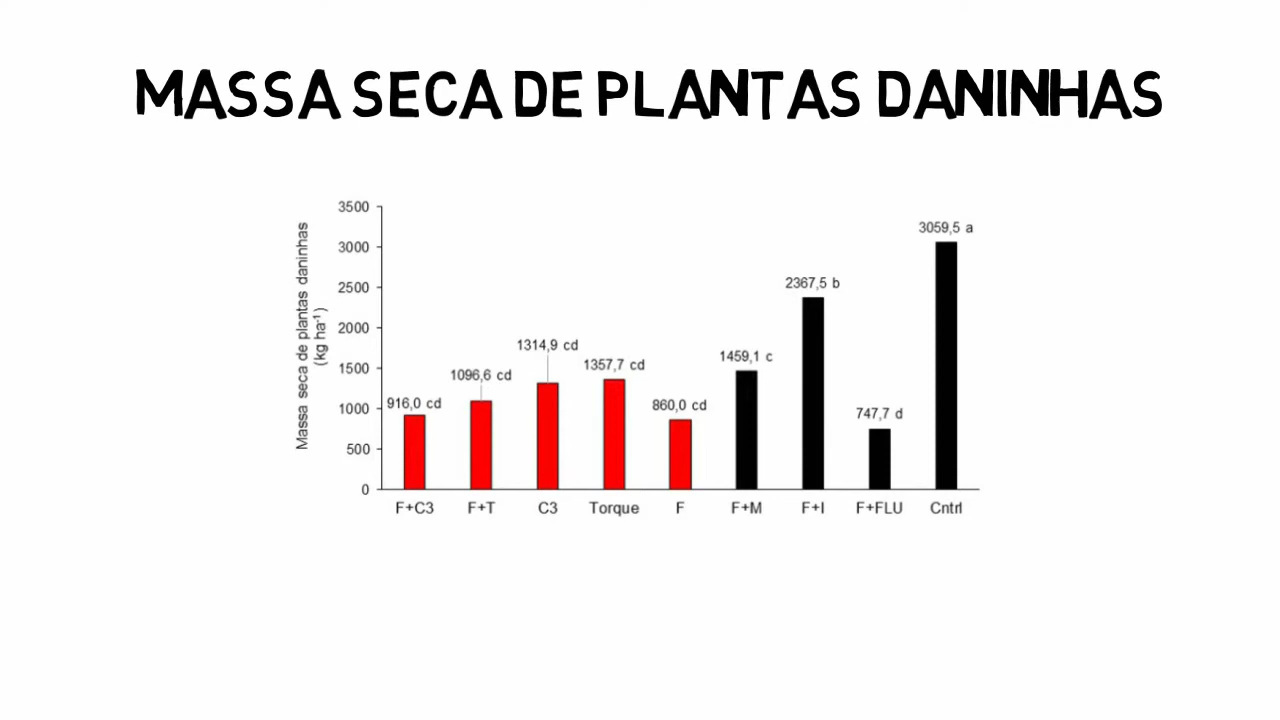 MASSA SECA DE PLANTAS DANINHAS
Massa seca de plantas daninhas
(kg ha-1)
3500
3000
2500
2000
1500
1000
500
0
916,0 cd
1096,6 cd
1314,9 cd
1357,7 cd
860,0 cd
1459,1 c
2367,5 b
747,7 d
3059,5 a
F+C3
F+T
C3
Torque
F
F+M
F+I
F+FLU
Cntrl